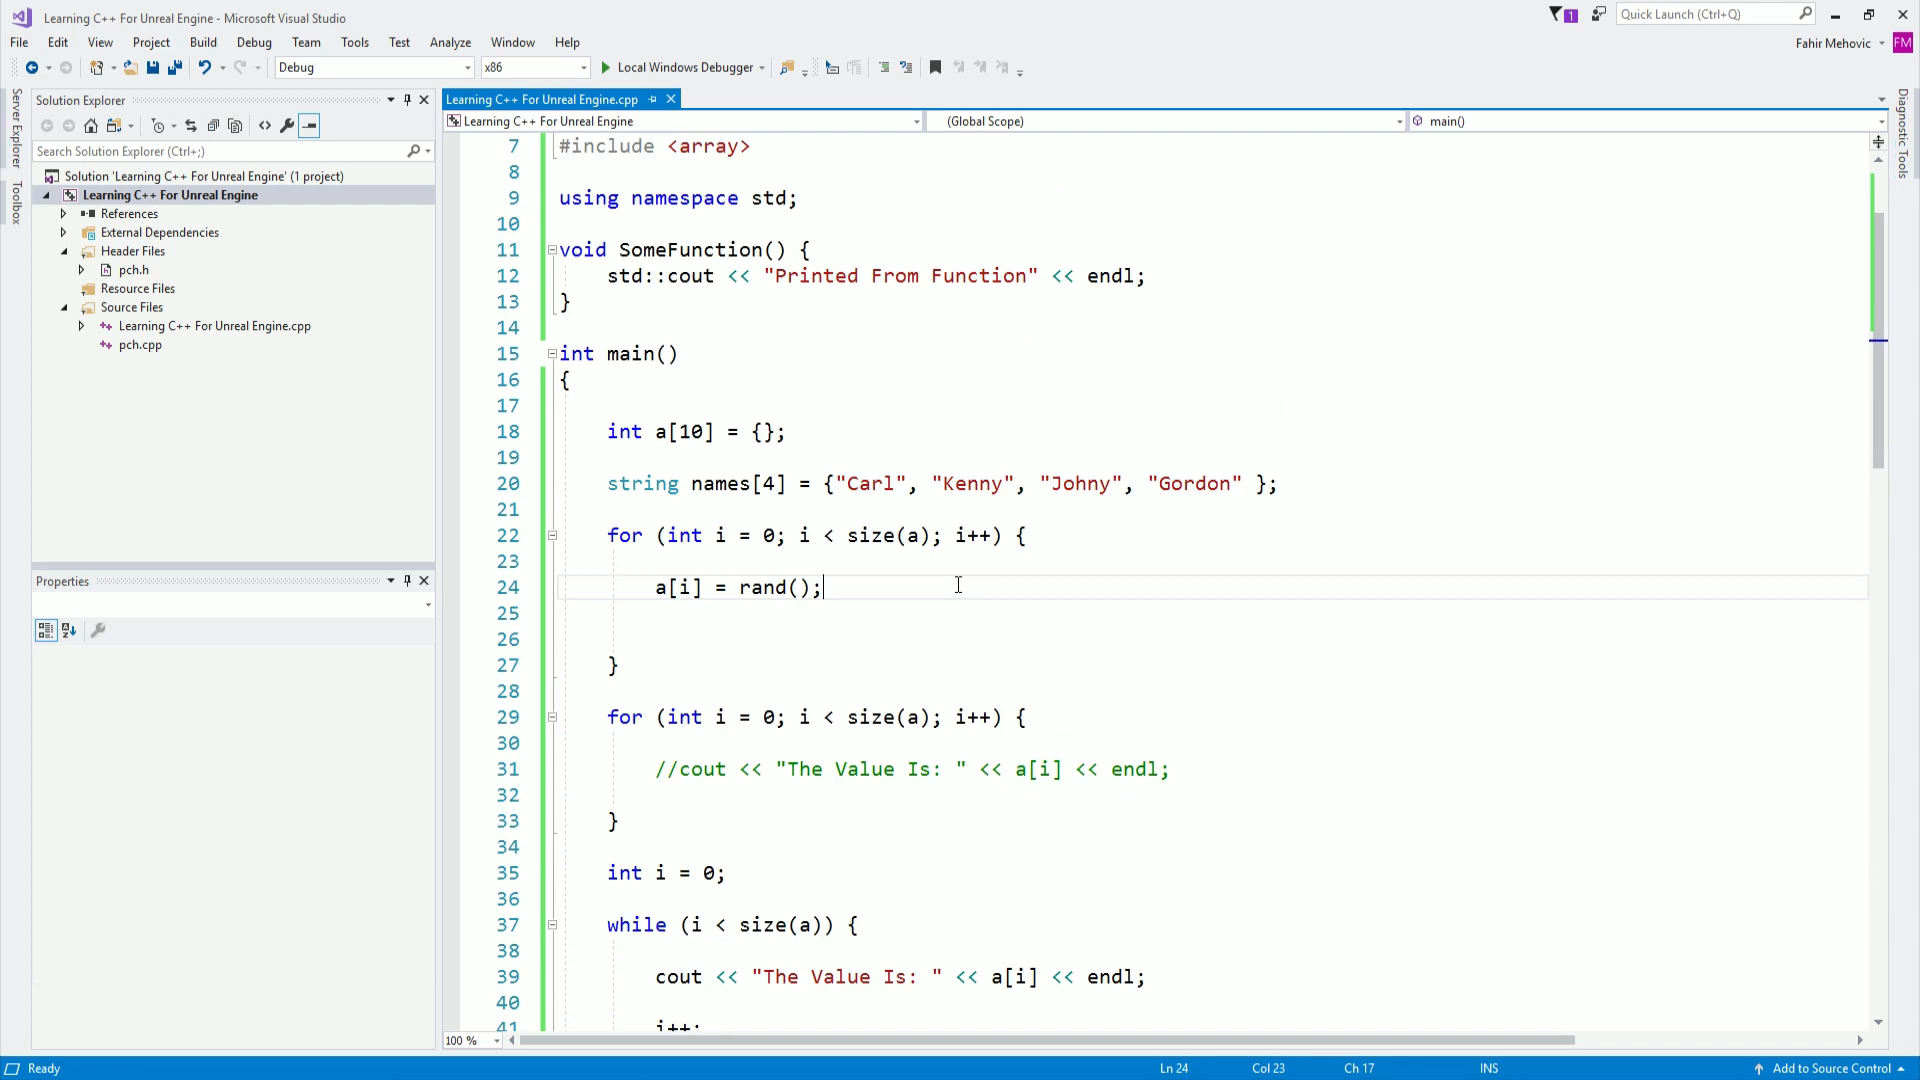 Learning C++ For Unreal Engine - Microsoft Visual Studio
1
Quick Launch (Ctrl+Q)
File Edit View Project Build Debug Team Tools Test Analyze Window Help
Fahir Mehovic FM
Debug x86 Local Windows Debugger
Server Explorer
Toolbox
Solution Explorer
Search Solution Explorer (Ctrl+;)
Solution 'Learning C++ For Unreal Engine' (1 project)
Learning C++ For Unreal Engine
References
External Dependencies
Header Files
pch.h
Resource Files
Source Files
Learning C++ For Unreal Engine.cpp
pch.cpp
Properties
Learning C++ For Unreal Engine.cpp
Learning C++ For Unreal Engine (Global Scope) main()
7 #include <array>
8
9 using namespace std;
10
11 void SomeFunction() {
12 std::cout << "Printed From Function" << endl;
13 }
14
15 int main()
16 {
17
18 int a[10] = {};
19
20 string names[4] = {"Carl", "Kenny", "Johny", "Gordon" };
21
22 for (int i = 0; i < size(a); i++) {
23
24 a[i] = rand();
25
26
27 }
28
29 for (int i = 0; i < size(a); i++) {
30
31 //cout << "The Value Is: " << a[i] << endl;
32
33 }
34
35 int i = 0;
36
37 while (i < size(a)) {
38
39 cout << "The Value Is: " << a[i] << endl;
40
41 i++;
100 %
Diagnostic Tools
Ready Ln 24 Col 23 Ch 17 INS Add to Source Control